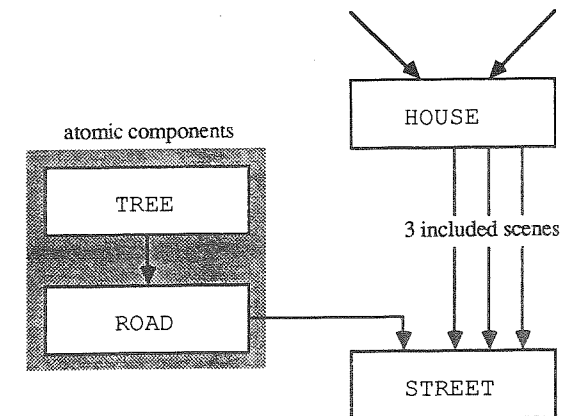 HOUSE
atomic components
TREE
3 included scenes
ROAD
STREET